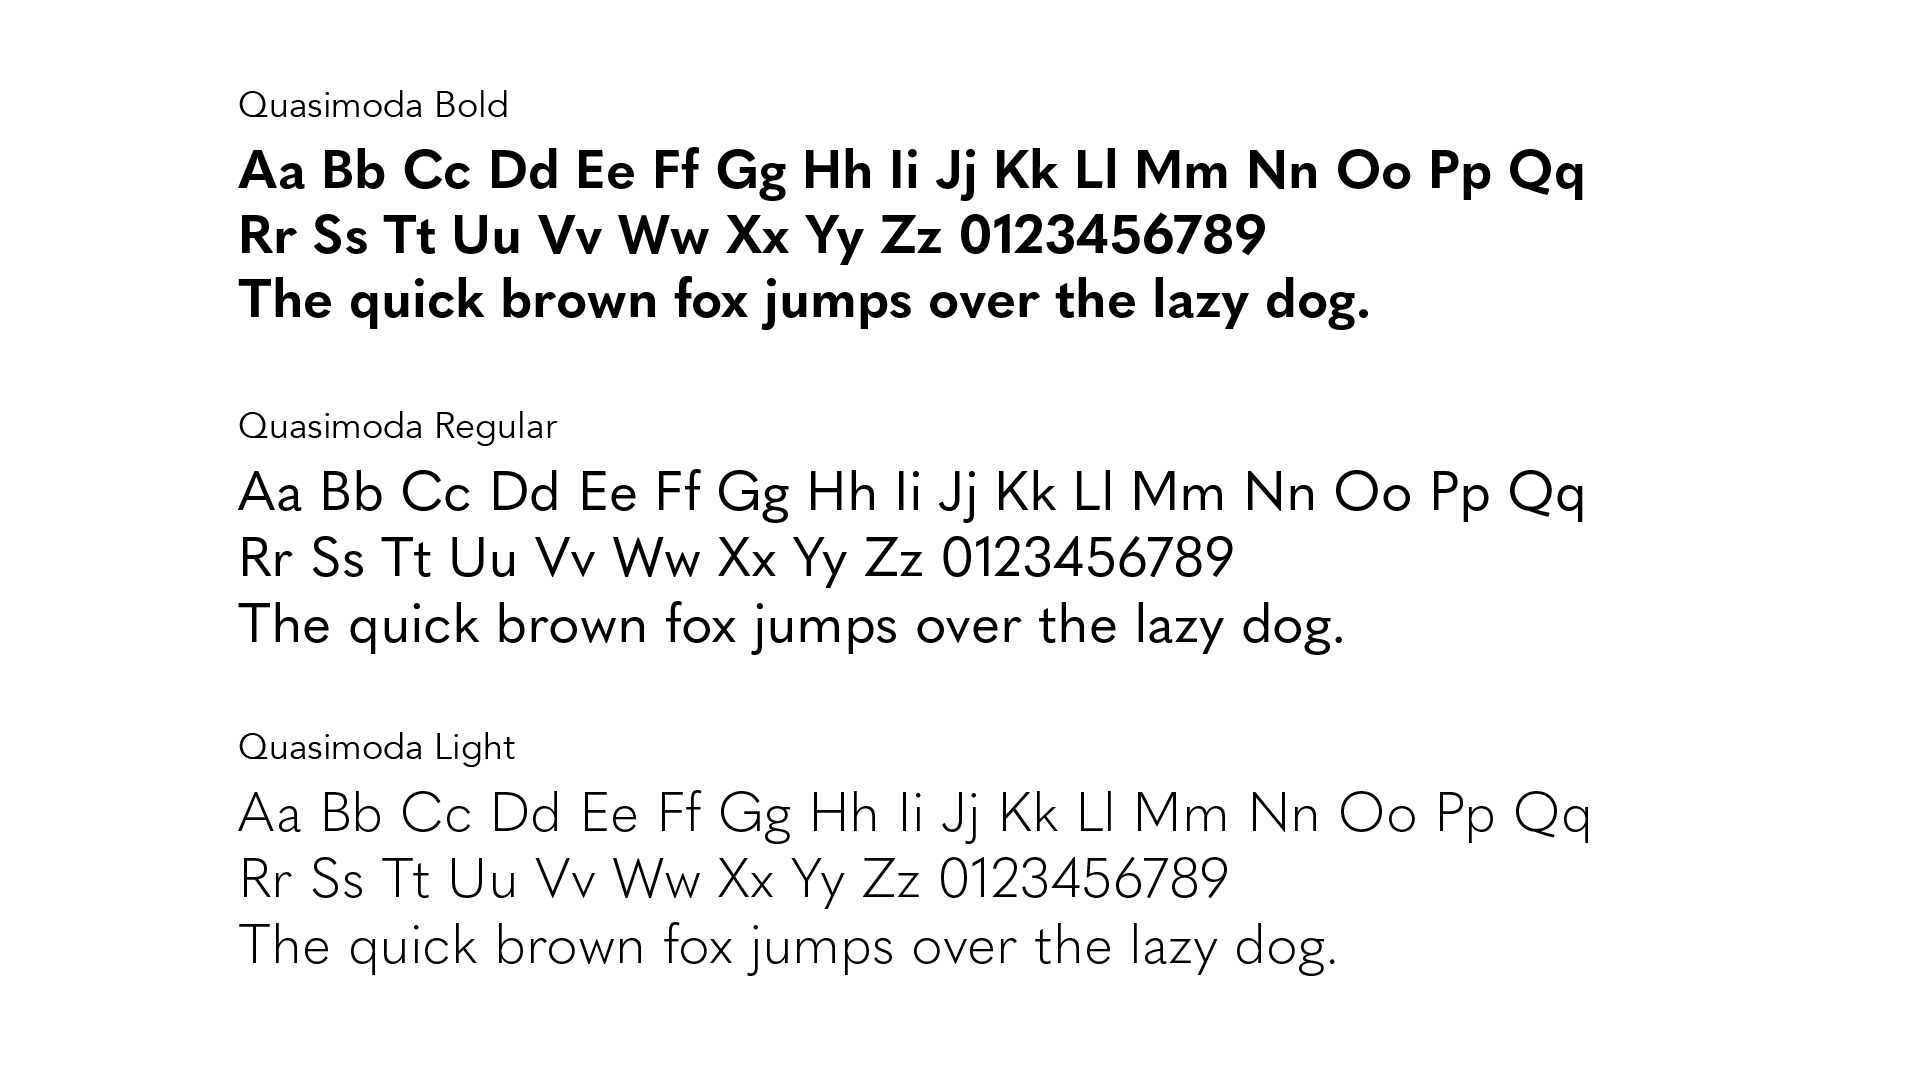 Quasimoda Bold
Aa Bb Cc Dd Ee Ff Gg Hh Ii Jj Kk Ll Mm Nn Oo Pp Qq
Rr Ss Tt Uu Vv Ww Xx Yy Zz 0123456789
The quick brown fox jumps over the lazy dog.
Quasimoda Regular
Aa Bb Cc Dd Ee Ff Gg Hh Ii Jj Kk Ll Mm Nn Oo Pp Qq
Rr Ss Tt Uu Vv Ww Xx Yy Zz 0123456789
The quick brown fox jumps over the lazy dog.
Quasimoda Light
Aa Bb Cc Dd Ee Ff Gg Hh Ii Jj Kk Ll Mm Nn Oo Pp Qq
Rr Ss Tt Uu Vv Ww Xx Yy Zz 0123456789
The quick brown fox jumps over the lazy dog.